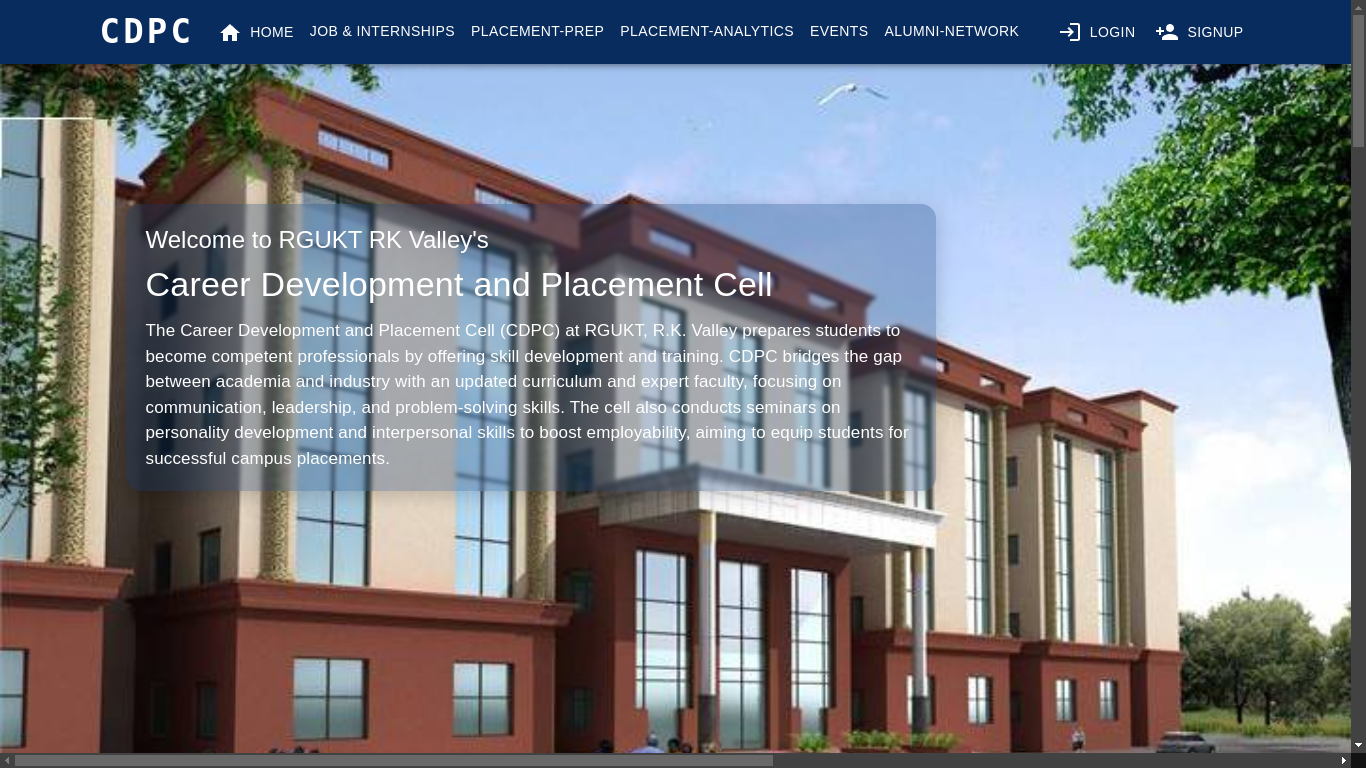 CDPC HOME JOB & INTERNSHIPS PLACEMENT-PREP PLACEMENT-ANALYTICS EVENTS ALUMNI-NETWORK LOGIN SIGNUP
Welcome to RGUKT RK Valley's
Career Development and Placement Cell
The Career Development and Placement Cell (CDPC) at RGUKT, R.K. Valley prepares students to
become competent professionals by offering skill development and training. CDPC bridges the gap
between academia and industry with an updated curriculum and expert faculty, focusing on
communication, leadership, and problem-solving skills. The cell also conducts seminars on
personality development and interpersonal skills to boost employability, aiming to equip students for
successful campus placements.